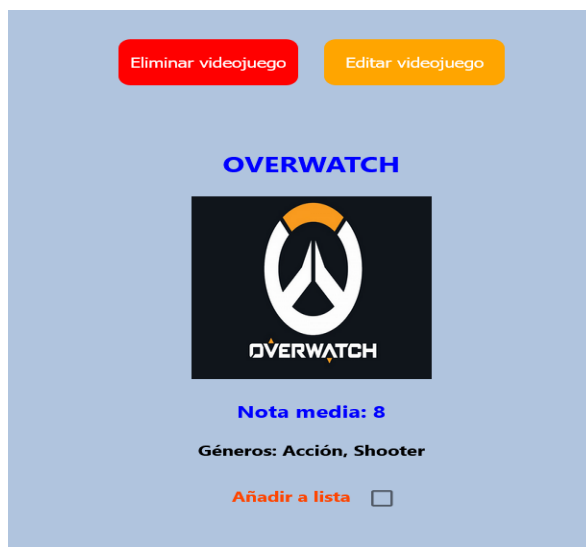 Eliminar videojuego
Editar videojuego
OVERWATCH
OVERWATCH
Nota media: 8
Géneros: Acción, Shooter
Añadir a lista